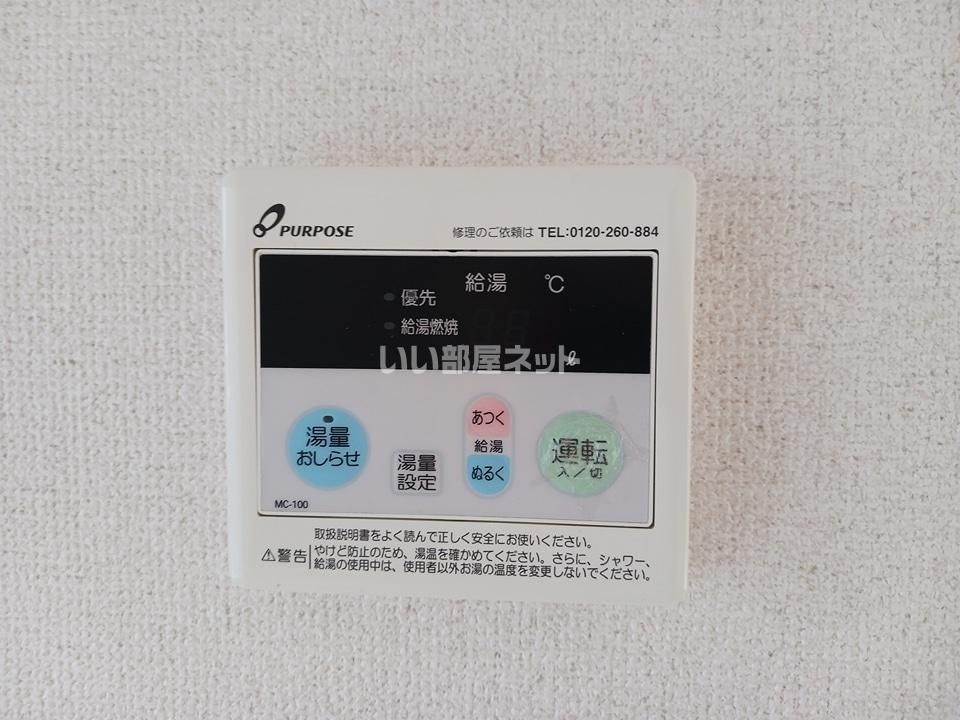 PURPOSE
修理のご依頼は TEL:0120-260-884
給湯 ℃
優先
給湯燃焼
ℓ
いい部屋ネット
湯量
おしらせ
湯量
設定
あつく
給湯
ぬるく
運転
入/切
MC-100
取扱説明書をよく読んで正しく安全にお使いください。
⚠警告
やけど防止のため、湯温を確かめてください。さらに、シャワー、
給湯の使用中は、使用者以外お湯の温度を変更しないでください。